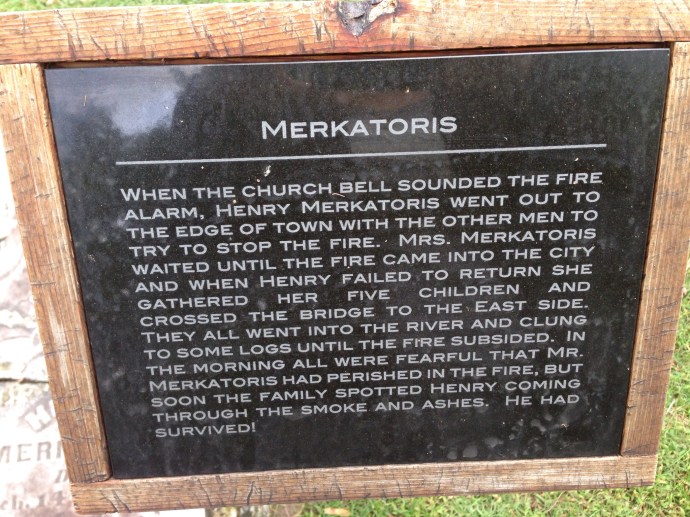 MERKATORIS
WHEN THE CHURCH BELL SOUNDED THE FIRE
ALARM, HENRY MERKATORIS WENT OUT TO
THE EDGE OF TOWN WITH THE OTHER MEN TO
TRY TO STOP THE FIRE. MRS. MERKATORIS
WAITED UNTIL THE FIRE CAME INTO THE CITY
AND WHEN HENRY FAILED TO RETURN SHE
GATHERED HER FIVE CHILDREN AND
CROSSED THE BRIDGE TO THE EAST SIDE.
THEY ALL WENT INTO THE RIVER AND CLUNG
TO SOME LOGS UNTIL THE FIRE SUBSIDED. IN
THE MORNING ALL WERE FEARFUL THAT MR.
MERKATORIS HAD PERISHED IN THE FIRE, BUT
SOON THE FAMILY SPOTTED HENRY COMING
THROUGH THE SMOKE AND ASHES. HE HAD
SURVIVED!